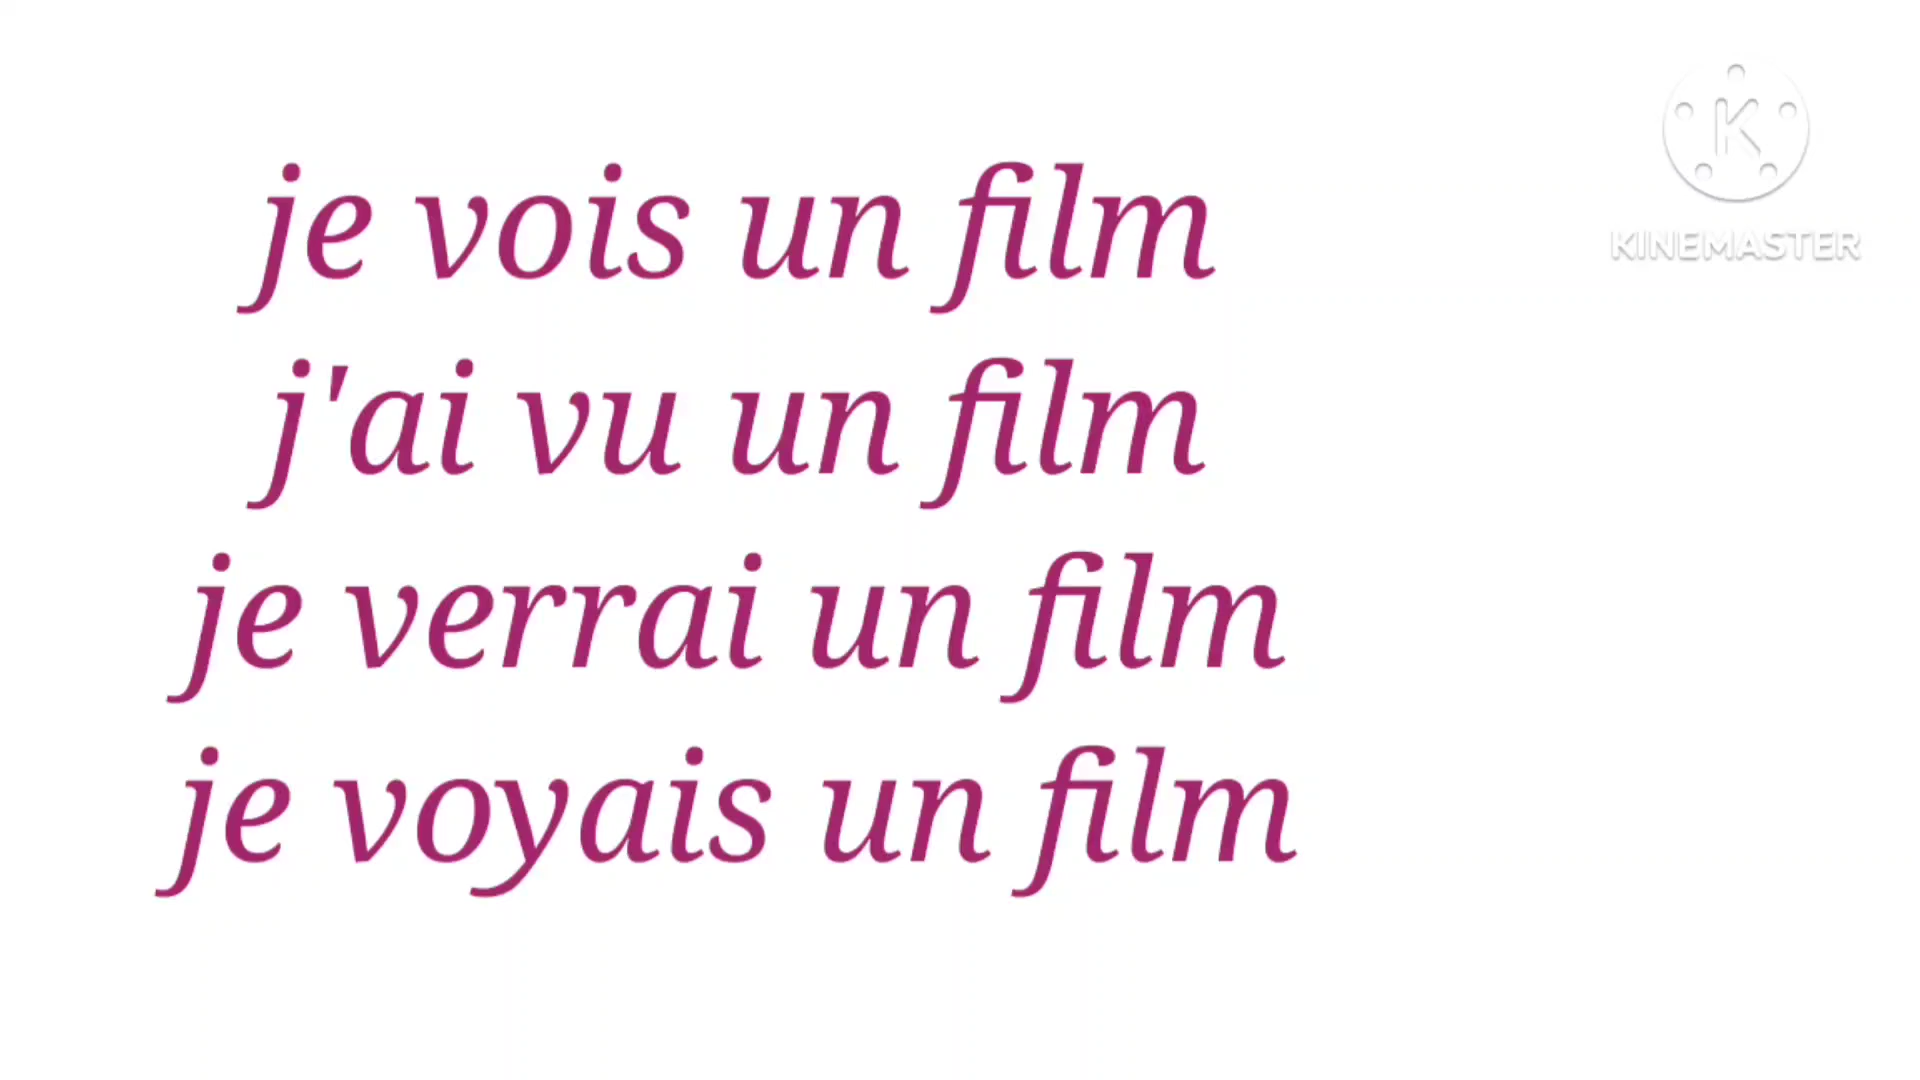 K
KINEMASTER
je vois un film
j'ai vu un film
je verrai un film
je voyais un film